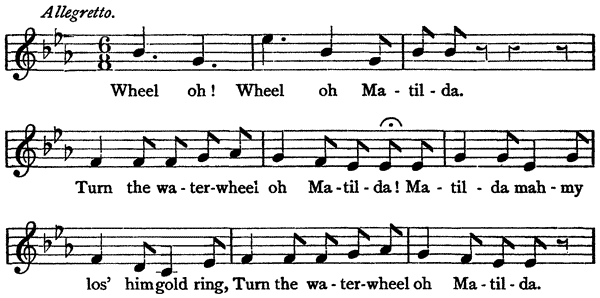 Allegretto.
6
8
Wheel oh! Wheel oh Ma - til - da.
Turn the wa - ter-wheel oh Ma - til - da! Ma - til - da mah - my
los' him gold ring, Turn the wa - ter-wheel oh Ma - til - da.